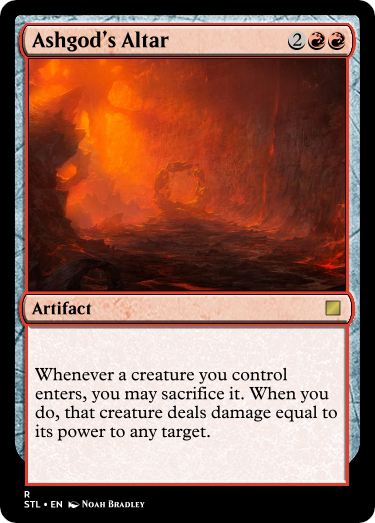 Ashgod's Altar 2
Artifact
Whenever a creature you control
enters, you may sacrifice it. When you
do, that creature deals damage equal to
its power to any target.
R
STL • EN Noah Bradley